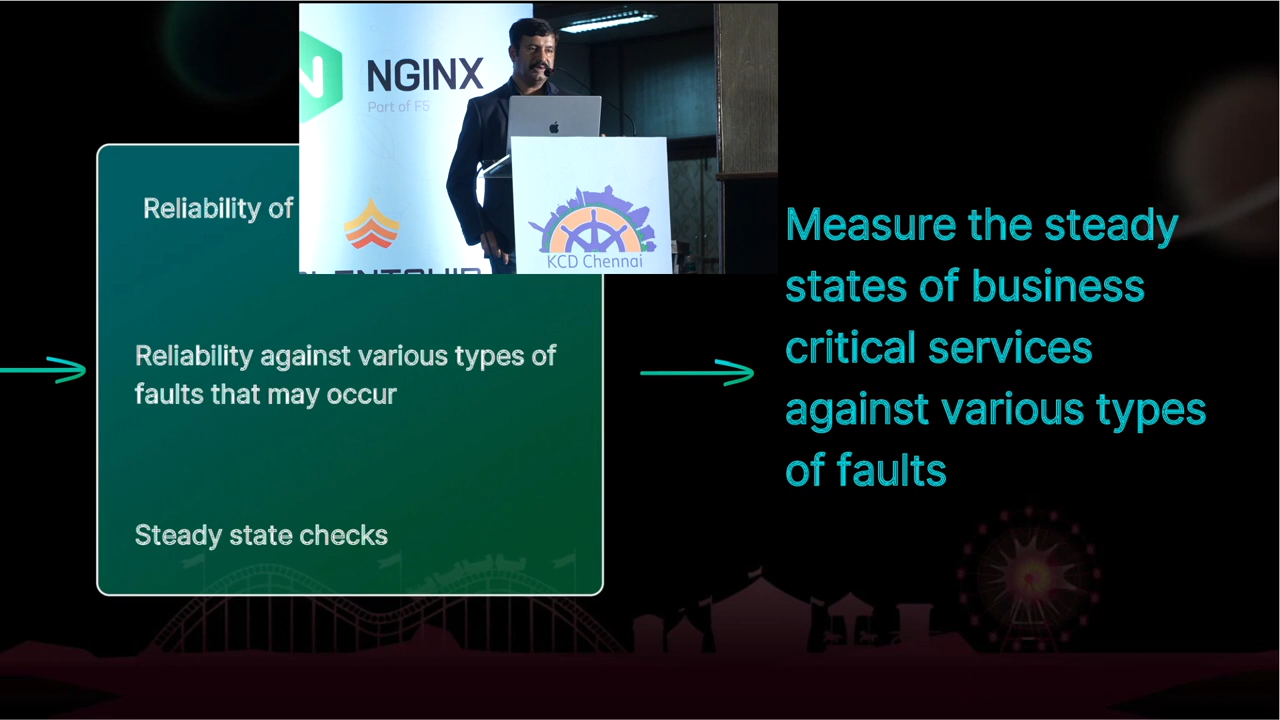 NGINX
Part of F5
KCD Chennai
Reliability of
Reliability against various types of
faults that may occur
Steady state checks
Measure the steady
states of business
critical services
against various types
of faults